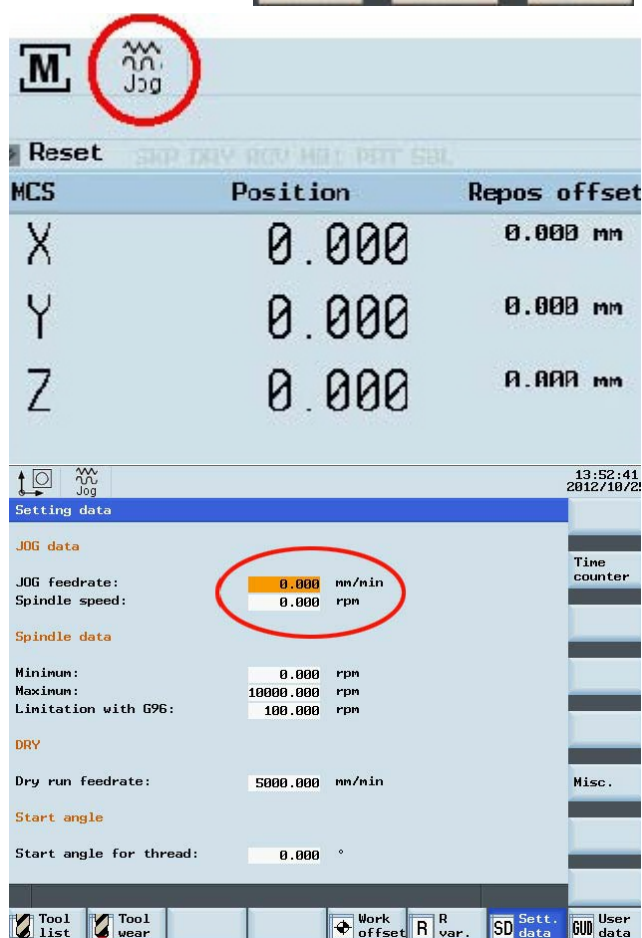 M
Jog
Reset SKP DRY ROV M01 PRT SBL
MCS Position Repos offset
X 0.000 0.000 mm
Y 0.000 0.000 mm
Z 0.000 0.000 mm
Jog
13:52:41
2012/10/25
Setting data
JOG data
Time
counter
JOG feedrate: 0.000 mm/min
Spindle speed: 0.000 rpm
Spindle data
Minimum: 0.000 rpm
Maximum: 10000.000 rpm
Limitation with G96: 100.000 rpm
DRY
Dry run feedrate: 5000.000 mm/min Misc.
Start angle
Start angle for thread: 0.000 °
Tool list Tool wear Work offset R R var. SD Sett. data GUD User data